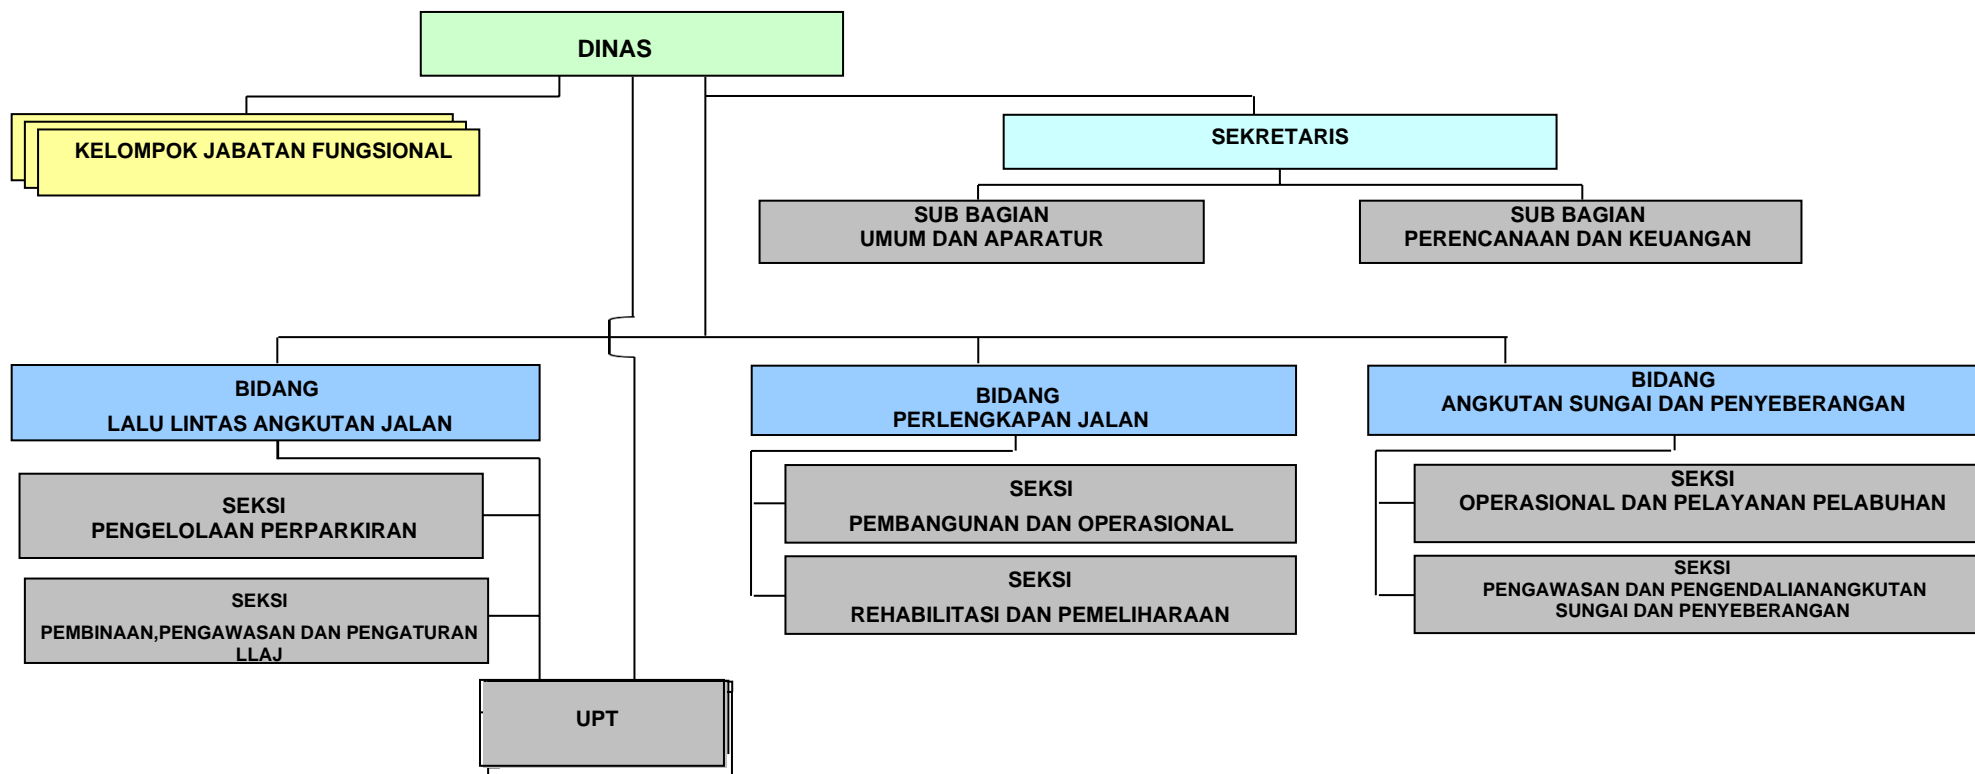 DINAS
KELOMPOK JABATAN FUNGSIONAL
SEKRETARIS
SUB BAGIAN
UMUM DAN APARATUR
SUB BAGIAN
PERENCANAAN DAN KEUANGAN
BIDANG
LALU LINTAS ANGKUTAN JALAN
BIDANG
PERLENGKAPAN JALAN
BIDANG
ANGKUTAN SUNGAI DAN PENYEBERANGAN
SEKSI
PENGELOLAAN PERPARKIRAN
SEKSI
PEMBANGUNAN DAN OPERASIONAL
SEKSI
OPERASIONAL DAN PELAYANAN PELABUHAN
SEKSI
PEMBINAAN,PENGAWASAN DAN PENGATURAN
LLAJ
SEKSI
REHABILITASI DAN PEMELIHARAAN
SEKSI
PENGAWASAN DAN PENGENDALIANANGKUTAN
SUNGAI DAN PENYEBERANGAN
UPT